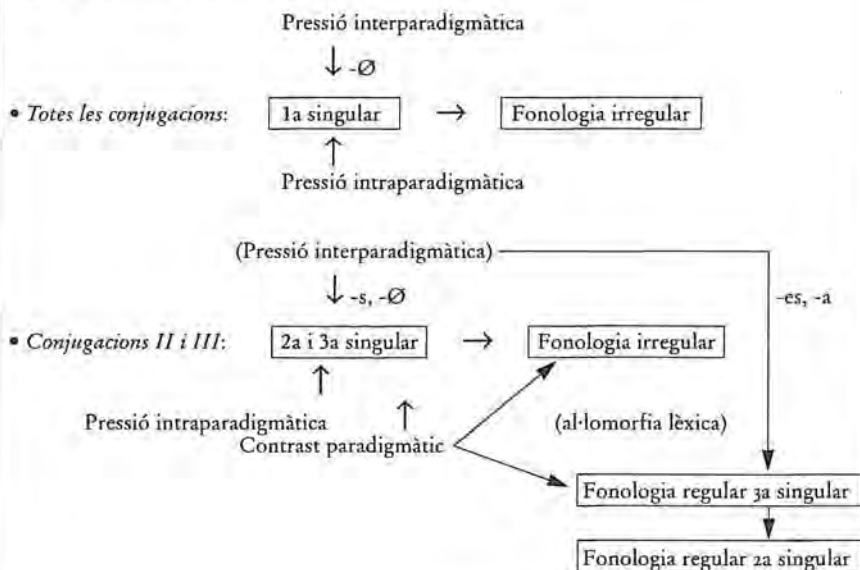 Pressió interparadigmàtica
↓ -Ø
• Totes les conjugacions: 1a singular → Fonologia irregular
↑
Pressió intraparadigmàtica
(Pressió interparadigmàtica)
↓ -s, -Ø
-es, -a
• Conjugacions II i III: 2a i 3a singular → Fonologia irregular
↑
Pressió intraparadigmàtica ↑ (al·lomorfia lèxica)
Contrast paradigmàtic
Fonologia regular 3a singular
Fonologia regular 2a singular